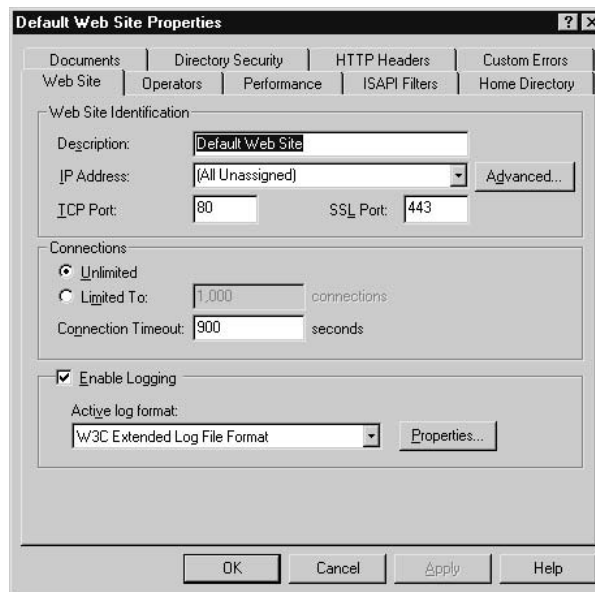 Default Web Site Properties
Documents Directory Security HTTP Headers Custom Errors
Web Site Operators Performance ISAPI Filters Home Directory
Web Site Identification
Description: Default Web Site
IP Address: (All Unassigned) Advanced...
TCP Port: 80 SSL Port: 443
Connections
Unlimited
Limited To: 1,000 connections
Connection Timeout: 900 seconds
Enable Logging
Active log format:
W3C Extended Log File Format Properties...
OK Cancel Apply Help